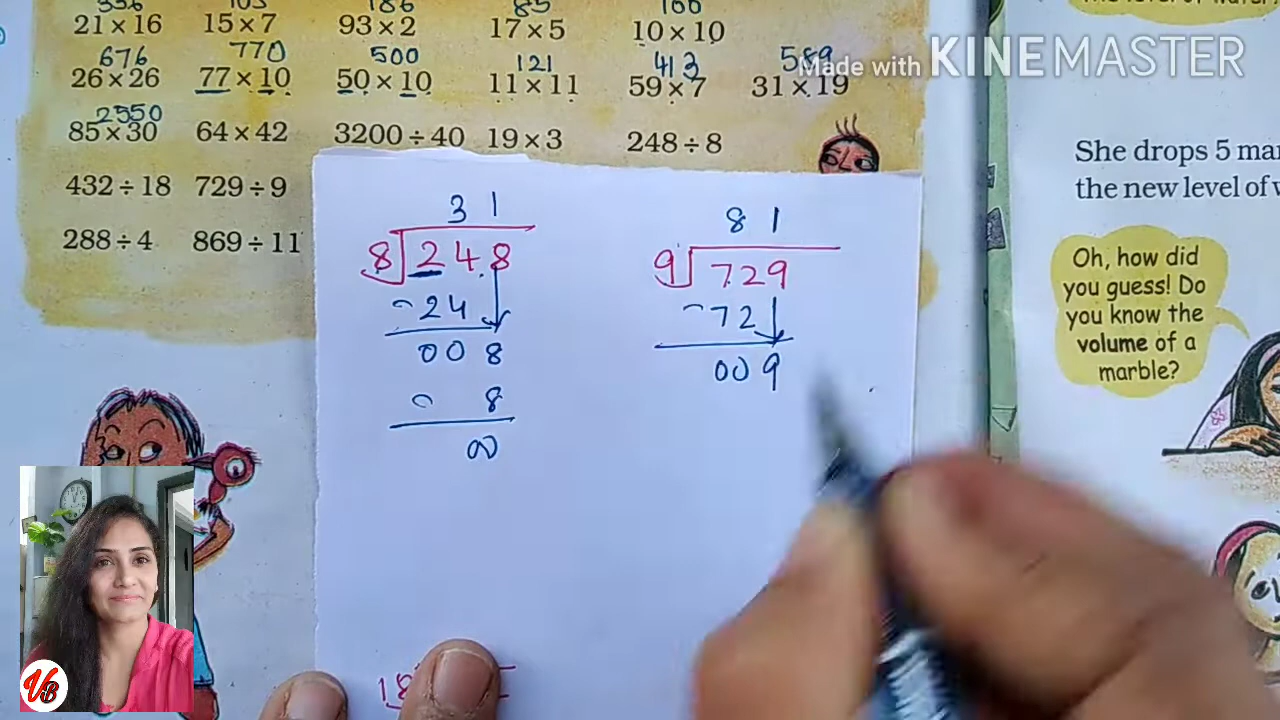 336 105 186 85 100
21 × 16 15 × 7 93 × 2 17 × 5 10 × 10
676 770 500 121 413 589
26 × 26 77 × 10 50 × 10 11 × 11 59 × 7 31 × 19
Made with KINEMASTER
2550
85 × 30 64 × 42 3200 ÷ 40 19 × 3 248 ÷ 8
432 ÷ 18 729 ÷ 9
288 ÷ 4 869 ÷ 11
31
8 248
- 24
008
- 8
00
18
81
9 729
- 72
009
She drops 5 mar
the new level of w
Oh, how did
you guess! Do
you know the
volume of a
marble?
VB